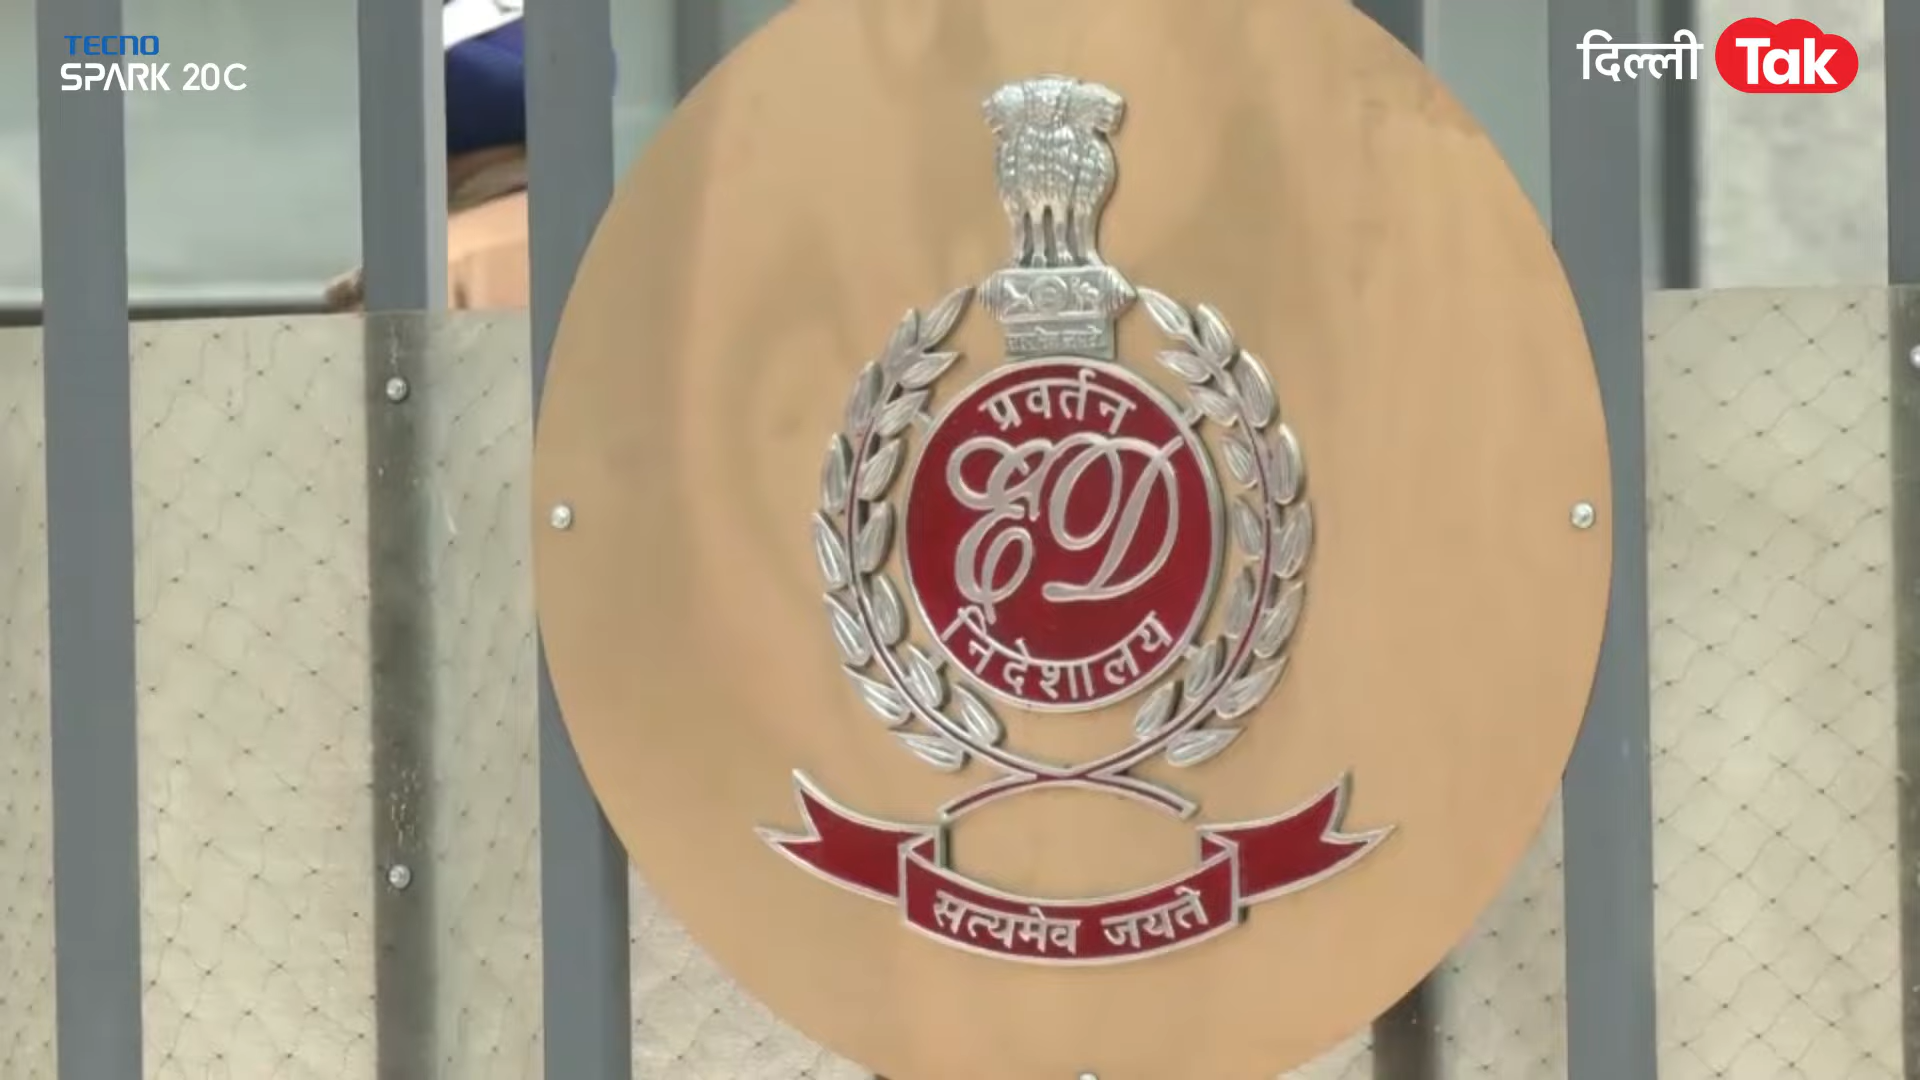 TECNO
SPARK 20C
दिल्ली Tak
प्रवर्तन
ED
निदेशालय
सत्यमेव जयते